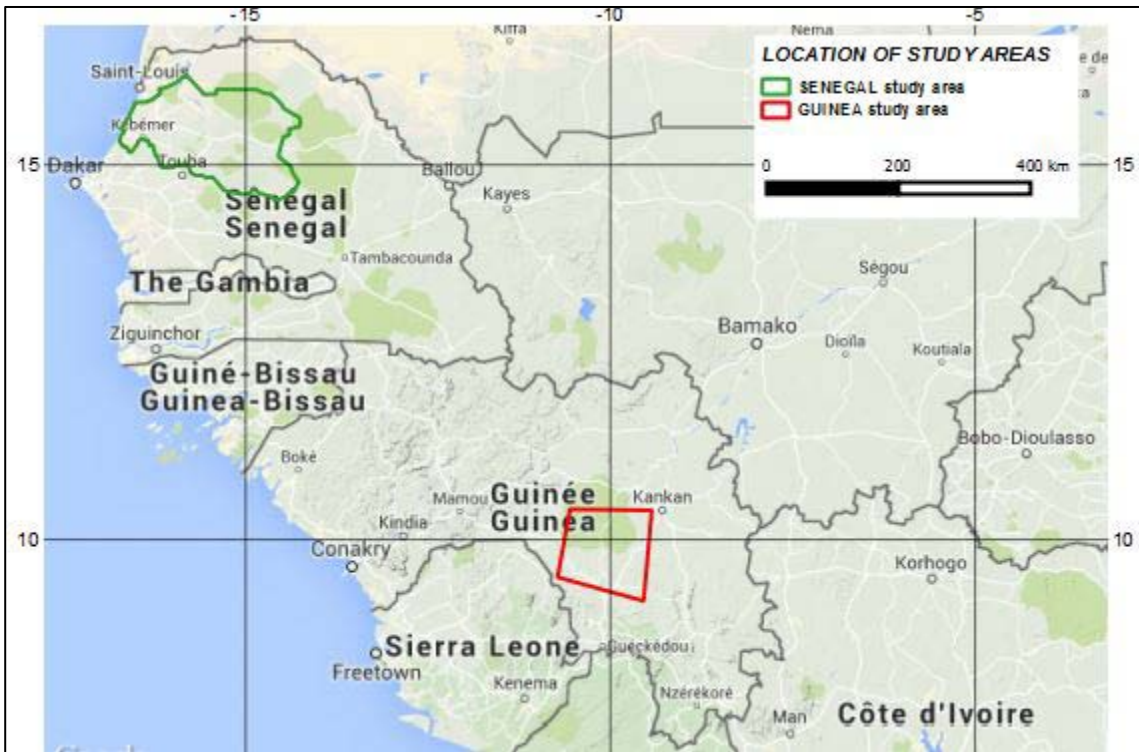 -15
-10
-5
Kiffa
Nema
LOCATION OF STUDY AREAS
SENEGAL study area
GUINEA study area
0 200 400 km
Saint-Louis
Kébémer
15
15
Dakar
Touba
Ballou
Kayes
Senegal
Senegal
Tambacounda
The Gambia
Ségou
Ziguinchor
Bamako
Dioïla
Koutiala
Guiné-Bissau
Guinea-Bissau
Bobo-Dioulasso
Boké
Mamou
Guinée
Guinea
Kankan
Kindia
10
10
Conakry
Korhogo
Sierra Leone
Guéckédou
Freetown
Kenema
Nzérékoré
Man
Côte d'Ivoire